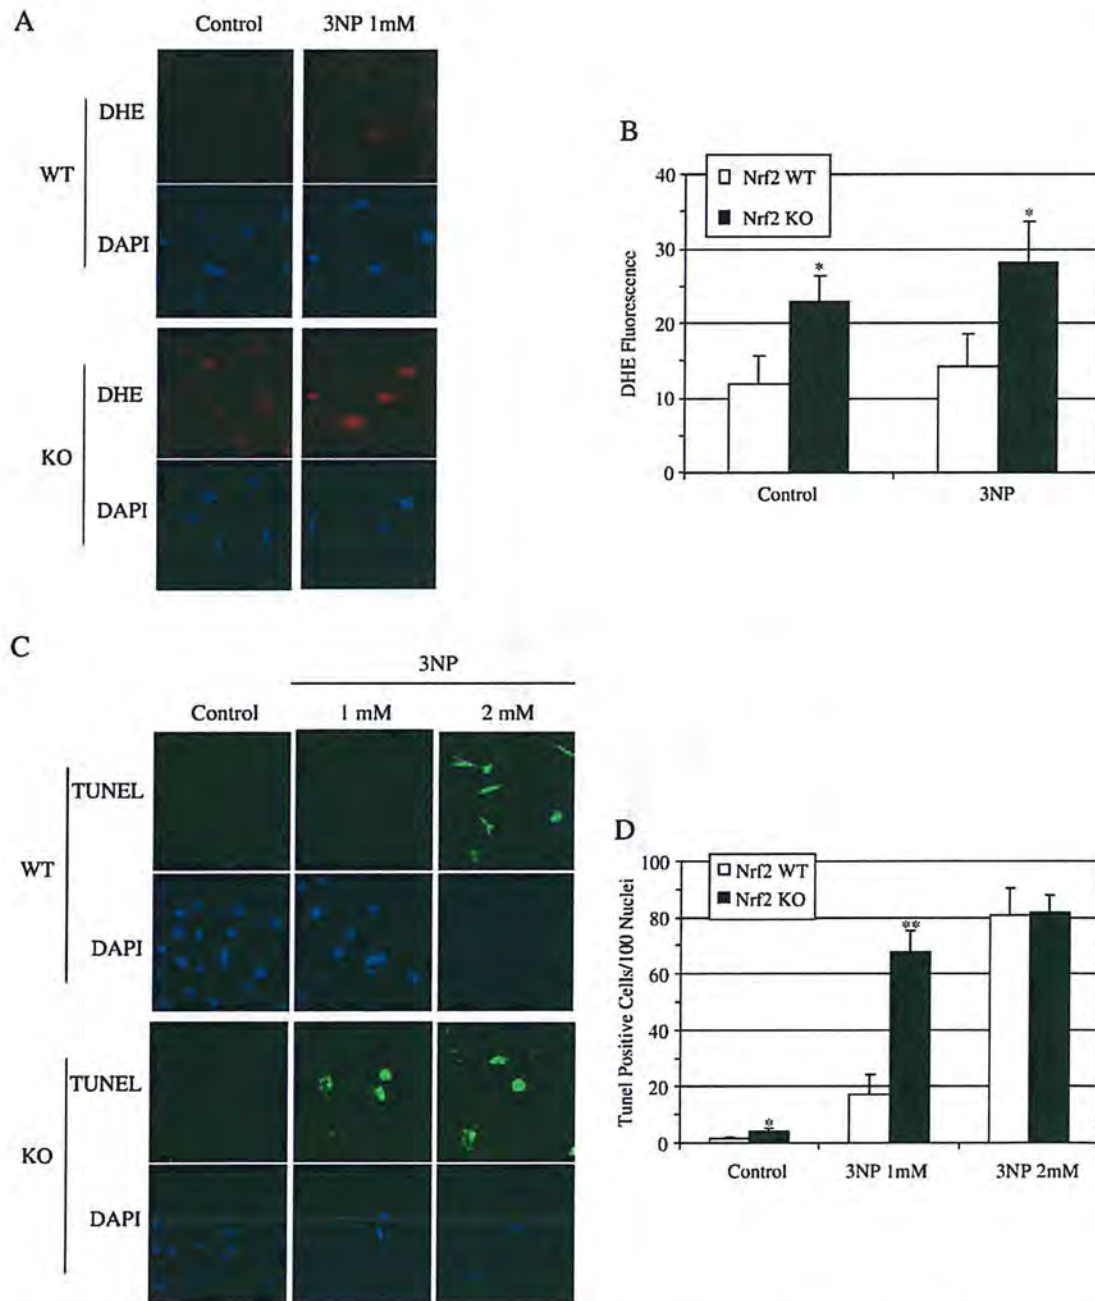 A
Control 3NP 1mM
WT
DHE
DAPI
KO
DHE
DAPI
B
Nrf2 WT
Nrf2 KO
DHE Fluorescence
40
30
20
10
0
*
*
Control 3NP
C
3NP
Control 1 mM 2 mM
WT
TUNEL
DAPI
KO
TUNEL
DAPI
D
Nrf2 WT
Nrf2 KO
Tunel Positive Cells/100 Nuclei
100
80
60
40
20
0
*
**
Control 3NP 1mM 3NP 2mM